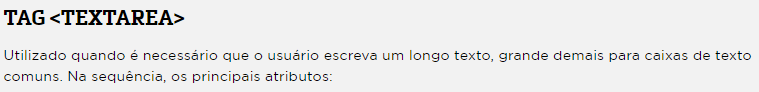 TAG <TEXTAREA>
Utilizado quando é necessário que o usuário escreva um longo texto, grande demais para caixas de texto
comuns. Na sequência, os principais atributos: